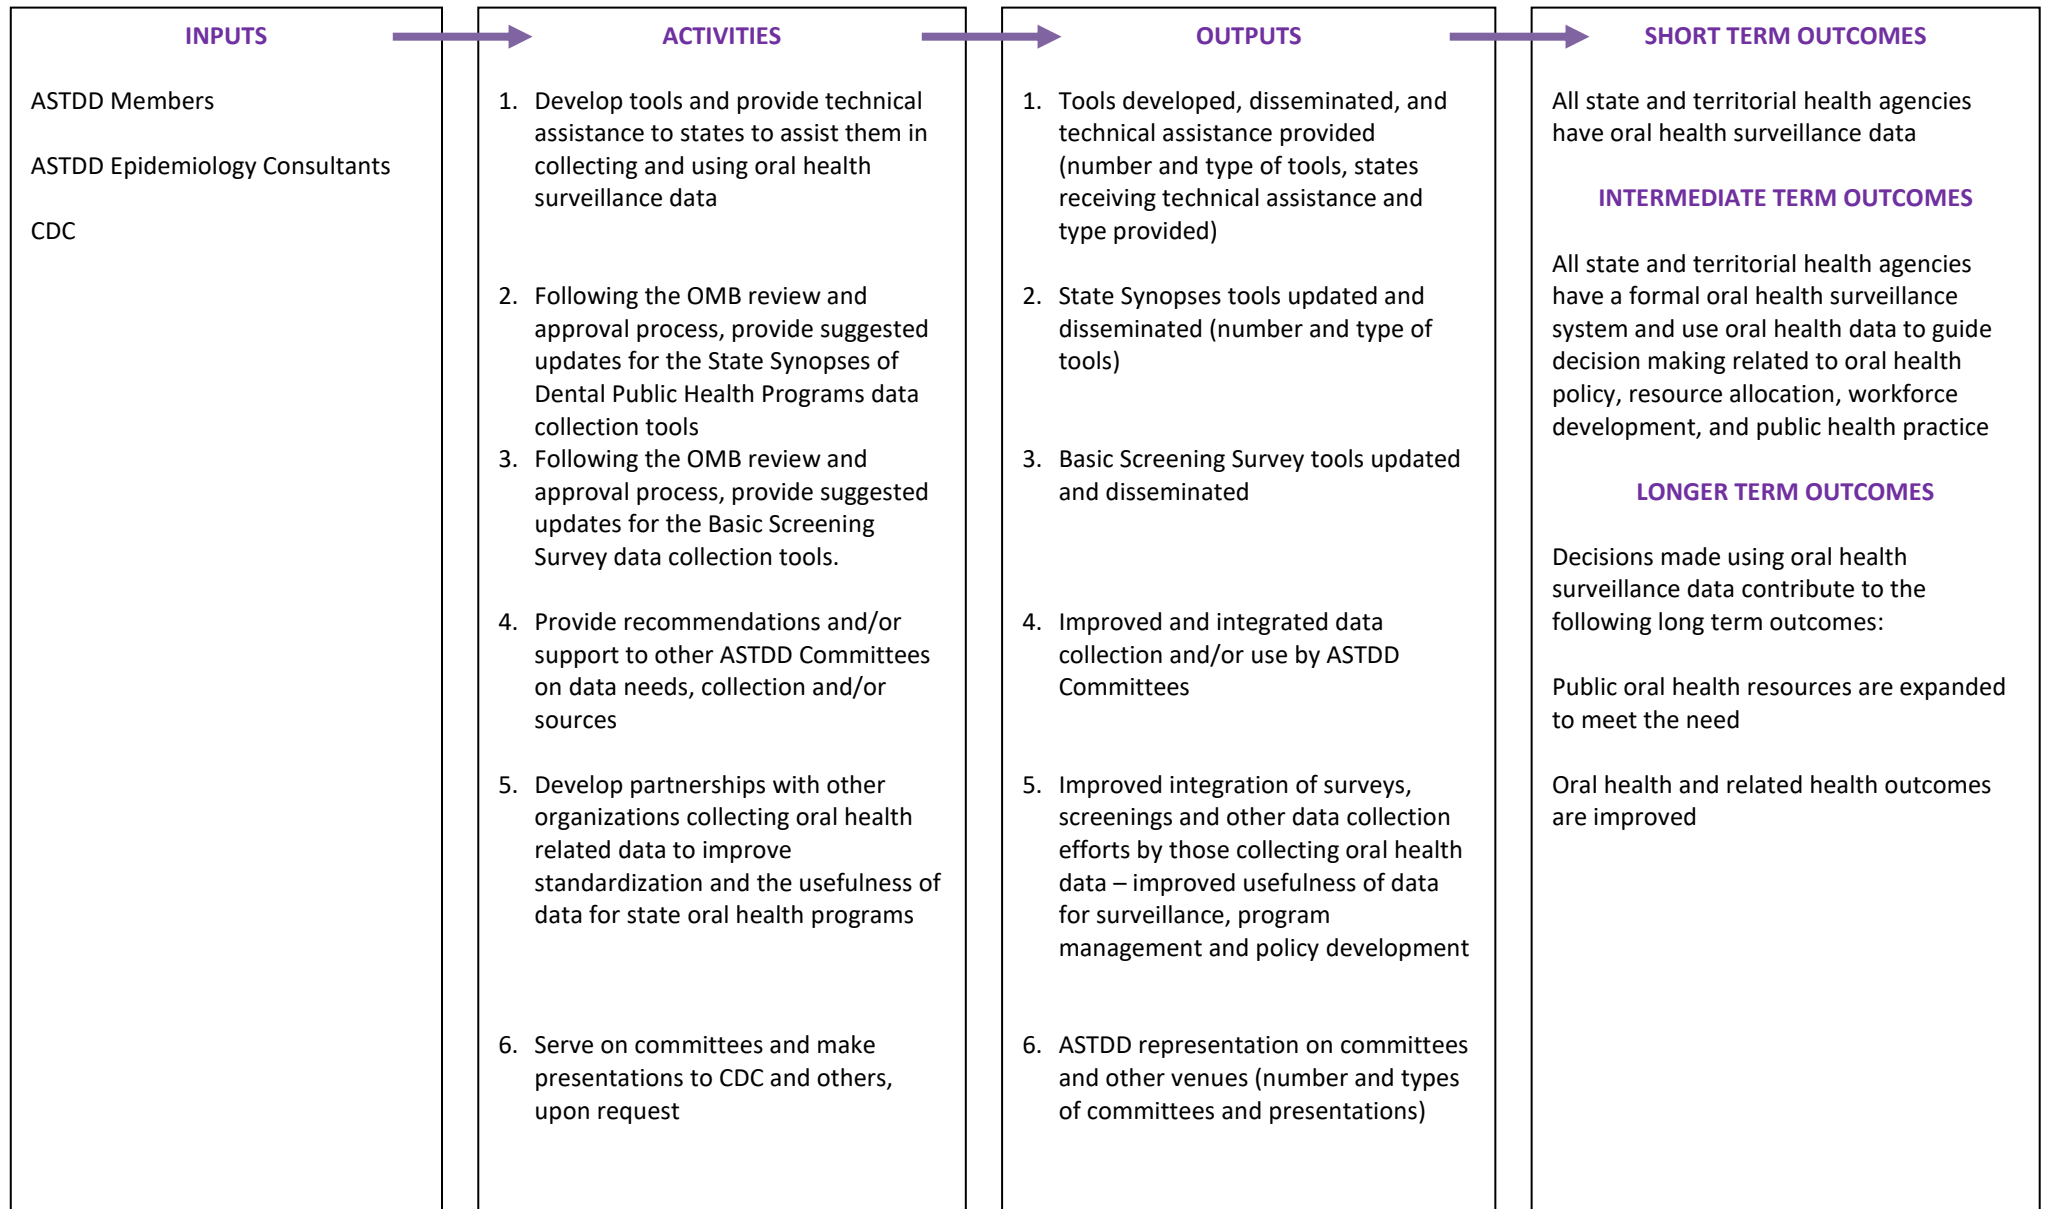 INPUTS
ASTDD Members
ASTDD Epidemiology Consultants
CDC
ACTIVITIES
1. Develop tools and provide technical
assistance to states to assist them in
collecting and using oral health
surveillance data
2. Following the OMB review and
approval process, provide suggested
updates for the State Synopses of
Dental Public Health Programs data
collection tools
3. Following the OMB review and
approval process, provide suggested
updates for the Basic Screening
Survey data collection tools.
4. Provide recommendations and/or
support to other ASTDD Committees
on data needs, collection and/or
sources
5. Develop partnerships with other
organizations collecting oral health
related data to improve
standardization and the usefulness of
data for state oral health programs
6. Serve on committees and make
presentations to CDC and others,
upon request
OUTPUTS
1. Tools developed, disseminated, and
technical assistance provided
(number and type of tools, states
receiving technical assistance and
type provided)
2. State Synopses tools updated and
disseminated (number and type of
tools)
3. Basic Screening Survey tools updated
and disseminated
4. Improved and integrated data
collection and/or use by ASTDD
Committees
5. Improved integration of surveys,
screenings and other data collection
efforts by those collecting oral health
data – improved usefulness of data
for surveillance, program
management and policy development
6. ASTDD representation on committees
and other venues (number and types
of committees and presentations)
SHORT TERM OUTCOMES
All state and territorial health agencies
have oral health surveillance data
INTERMEDIATE TERM OUTCOMES
All state and territorial health agencies
have a formal oral health surveillance
system and use oral health data to guide
decision making related to oral health
policy, resource allocation, workforce
development, and public health practice
LONGER TERM OUTCOMES
Decisions made using oral health
surveillance data contribute to the
following long term outcomes:
Public oral health resources are expanded
to meet the need
Oral health and related health outcomes
are improved